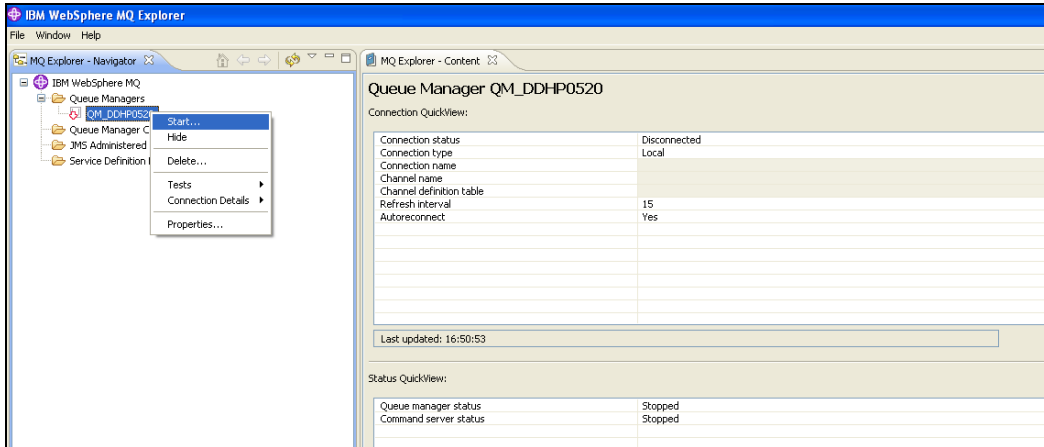 IBM WebSphere MQ Explorer
File Window Help
MQ Explorer - Navigator
IBM WebSphere MQ
Queue Managers
QM_DDHP0520
Queue Manager C
JMS Administered
Service Definition
Start...
Hide
Delete...
Tests
Connection Details
Properties...
MQ Explorer - Content
Queue Manager QM_DDHP0520
Connection QuickView:
Connection status Disconnected
Connection type Local
Connection name
Channel name
Channel definition table
Refresh interval 15
Autoreconnect Yes
Last updated: 16:50:53
Status QuickView:
Queue manager status Stopped
Command server status Stopped